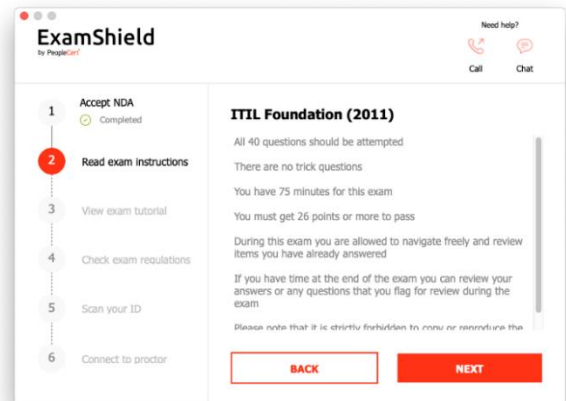 ExamShield
by PeopleCert
Need help?
Call
Chat
1
Accept NDA
Completed
2
Read exam instructions
3
View exam tutorial
4
Check exam regulations
5
Scan your ID
6
Connect to proctor
ITIL Foundation (2011)
All 40 questions should be attempted
There are no trick questions
You have 75 minutes for this exam
You must get 26 points or more to pass
During this exam you are allowed to navigate freely and review
items you have already answered
If you have time at the end of the exam you can review your
answers or any questions that you flag for review during the
exam
Please note that it is strictly forbidden to copy or reproduce the
BACK
NEXT